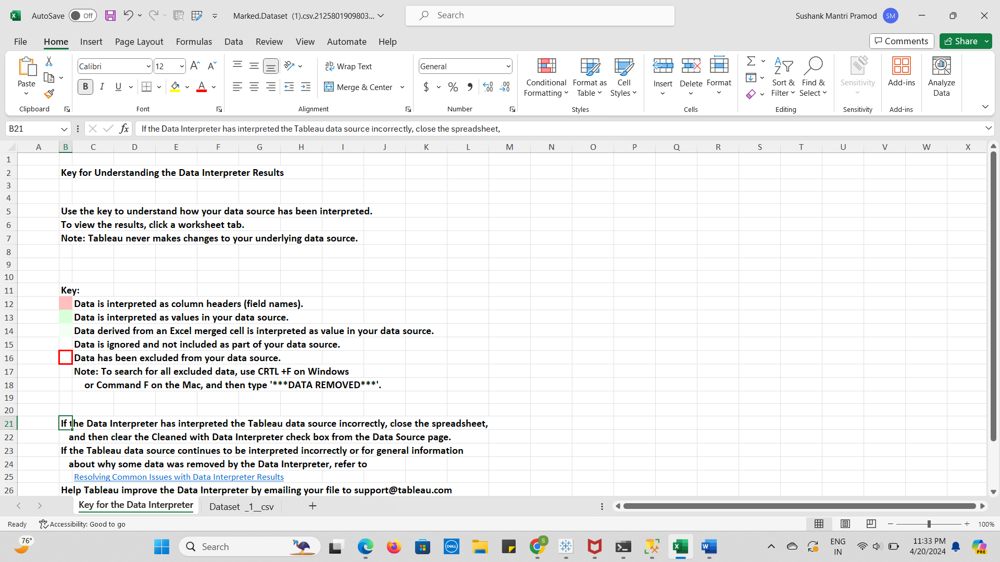 AutoSave Off Marked.Dataset (1).csv.2125801909803... Search Sushank Mantri Pramod SM
File Home Insert Page Layout Formulas Data Review View Automate Help Comments Share
Paste Calibri 12 Wrap Text General Conditional Formatting Format as Table Cell Styles Insert Delete Format Sort & Filter Find & Select Sensitivity Add-ins Analyze Data
B I U A Merge & Center $ % 9 .00
Clipboard Font Alignment Number Styles Cells Editing Sensitivity Add-ins
B21 fx If the Data Interpreter has interpreted the Tableau data source incorrectly, close the spreadsheet,
A B C D E F G H I J K L M N O P Q R S T U V W X
1
2 Key for Understanding the Data Interpreter Results
3
4
5 Use the key to understand how your data source has been interpreted.
6 To view the results, click a worksheet tab.
7 Note: Tableau never makes changes to your underlying data source.
8
9
10
11 Key:
12 Data is interpreted as column headers (field names).
13 Data is interpreted as values in your data source.
14 Data derived from an Excel merged cell is interpreted as value in your data source.
15 Data is ignored and not included as part of your data source.
16 Data has been excluded from your data source.
17 Note: To search for all excluded data, use CRTL +F on Windows
18 or Command F on the Mac, and then type '***DATA REMOVED***'.
19
20
21 If the Data Interpreter has interpreted the Tableau data source incorrectly, close the spreadsheet,
22 and then clear the Cleaned with Data Interpreter check box from the Data Source page.
23 If the Tableau data source continues to be interpreted incorrectly or for general information
24 about why some data was removed by the Data Interpreter, refer to
25 Resolving Common Issues with Data Interpreter Results
26 Help Tableau improve the Data Interpreter by emailing your file to support@tableau.com
Key for the Data Interpreter Dataset _1__csv
Ready Accessibility: Good to go 100%
76° Search DELL S W ENG IN 11:33 PM 4/20/2024 PRE